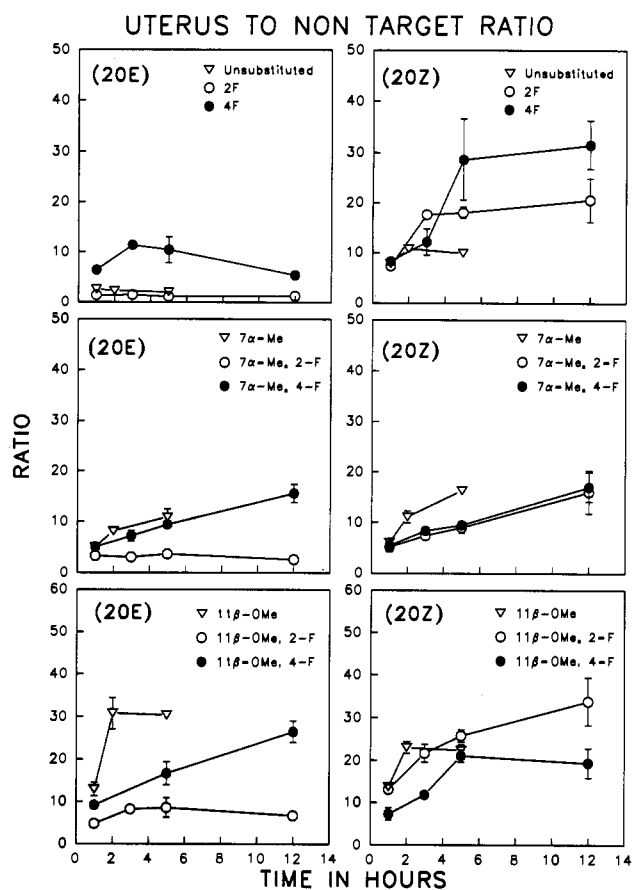 UTERUS TO NON TARGET RATIO
(20E)
Unsubstituted
2F
4F
50
40
30
20
10
0
(20Z)
Unsubstituted
2F
4F
50
40
30
20
10
0
(20E)
7α-Me
7α-Me, 2-F
7α-Me, 4-F
50
40
30
20
10
0
(20Z)
7α-Me
7α-Me, 2-F
7α-Me, 4-F
50
40
30
20
10
0
(20E)
11β-OMe
11β-OMe, 2-F
11β-OMe, 4-F
60
50
40
30
20
10
0
0 2 4 6 8 10 12 14
(20Z)
11β-OMe
11β-OMe, 2-F
11β-OMe, 4-F
60
50
40
30
20
10
0
0 2 4 6 8 10 12 14
RATIO
TIME IN HOURS